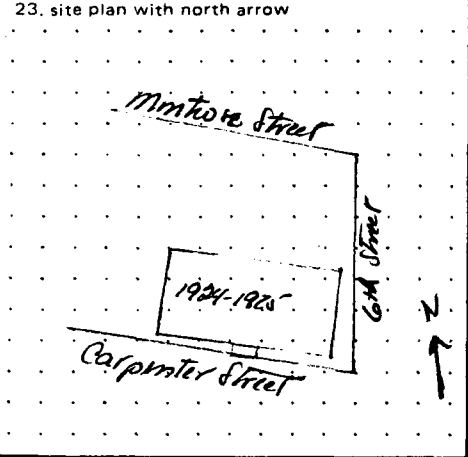 23. site plan with north arrow
Montrose Street
6th Street
1924-1925
Carpenter Street
N